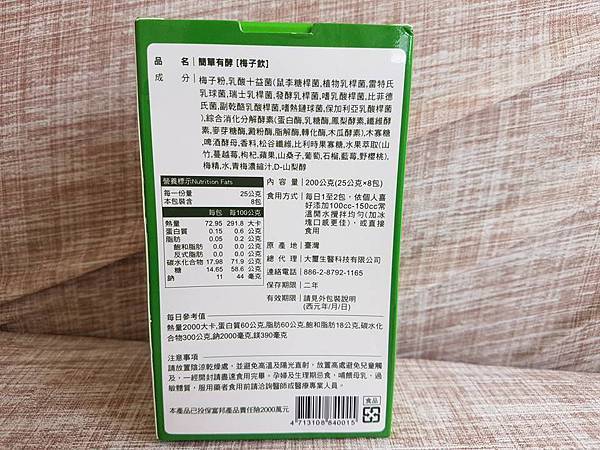 品 名│簡單有酵 [梅子飲]
成 分│梅子粉,乳酸十益菌(鼠李糖桿菌,植物乳桿菌,雷特氏
乳球菌,瑞士乳桿菌,發酵乳桿菌,嗜乳酸桿菌,比菲德
氏菌,副乾酪乳酸桿菌,嗜熱鏈球菌,保加利亞乳酸桿菌
),綜合消化分解酵素(蛋白酶,乳糖酶,鳳梨酵素,纖維酵
素,麥芽糖酶,澱粉酶,脂解酶,轉化酶,木瓜酵素),木寡糖
,啤酒酵母,香料,松谷纖維,比利時果寡糖,水果萃取(山
竹,蔓越莓,枸杞,蘋果,山桑子,葡萄,石榴,藍莓,野櫻桃),
梅精,水,青梅濃縮汁,D-山梨醇
營養標示Nutrition Fats
每一份量 25公克
本包裝含 8包
每包 每100公克
熱量 72.95 291.8 大卡
蛋白質 0.15 0.6 公克
脂肪 0.05 0.2 公克
飽和脂肪 0.0 0.0 公克
反式脂肪 0.0 0.0 公克
碳水化合物 17.98 71.9 公克
糖 14.65 58.6 公克
鈉 11 44 毫克
內 容 量│200公克(25公克×8包)
食用方式│每日1至2包，依個人喜
好添加100cc-150cc常
溫開水攪拌均勻(加冰
塊口感更佳)，或直接
食用
原 產 地│臺灣
總 代 理│大璽生醫科技有限公司
連絡電話│886-2-8792-1165
保存期限│二年
有效期限│請見外包裝說明
(西元年/月/日)
每日參考值
熱量2000大卡,蛋白質60公克,脂肪60公克,飽和脂肪18公克,碳水化
合物300公克,鈉2000毫克,鎂390毫克
注意事項
請放置陰涼乾燥處，並避免高溫及陽光直射，放置高處避免兒童觸
及，一經開封請盡速食用完畢。孕婦及生理期忌食，哺餵母乳、過
敏體質、服用藥者食用前請洽詢醫師或醫療專業人員。
本產品已投保富邦產品責任險2000萬元
4 713108 840015
食品